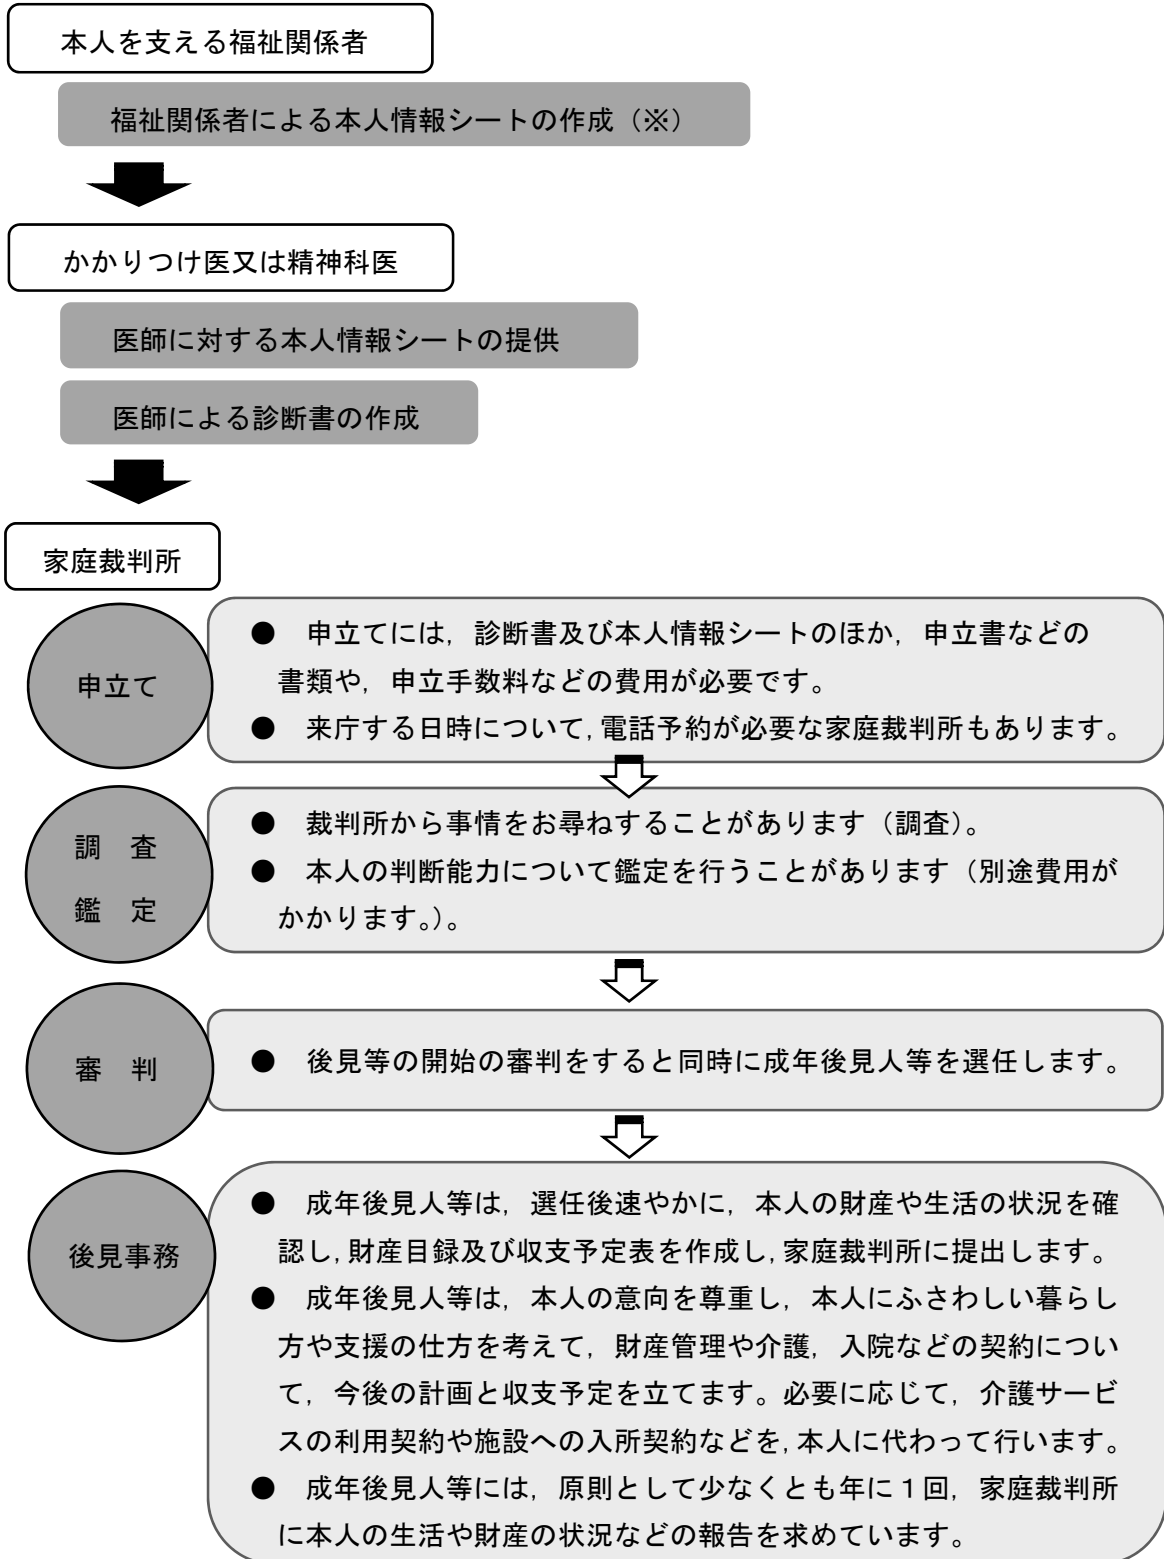 本人を支える福祉関係者
福祉関係者による本人情報シートの作成（※）
かかりつけ医又は精神科医
医師に対する本人情報シートの提供
医師による診断書の作成
家庭裁判所
申立て
● 申立てには，診断書及び本人情報シートのほか，申立書などの
書類や，申立手数料などの費用が必要です。
● 来庁する日時について，電話予約が必要な家庭裁判所もあります。
調 査
鑑 定
● 裁判所から事情をお尋ねすることがあります（調査）。
● 本人の判断能力について鑑定を行うことがあります（別途費用が
かかります。）。
審 判
● 後見等の開始の審判をすると同時に成年後見人等を選任します。
後見事務
● 成年後見人等は，選任後速やかに，本人の財産や生活の状況を確
認し，財産目録及び収支予定表を作成し，家庭裁判所に提出します。
● 成年後見人等は，本人の意向を尊重し，本人にふさわしい暮らし
方や支援の仕方を考えて，財産管理や介護，入院などの契約につい
て，今後の計画と収支予定を立てます。必要に応じて，介護サービ
スの利用契約や施設への入所契約などを，本人に代わって行います。
● 成年後見人等には，原則として少なくとも年に１回，家庭裁判所
に本人の生活や財産の状況などの報告を求めています。